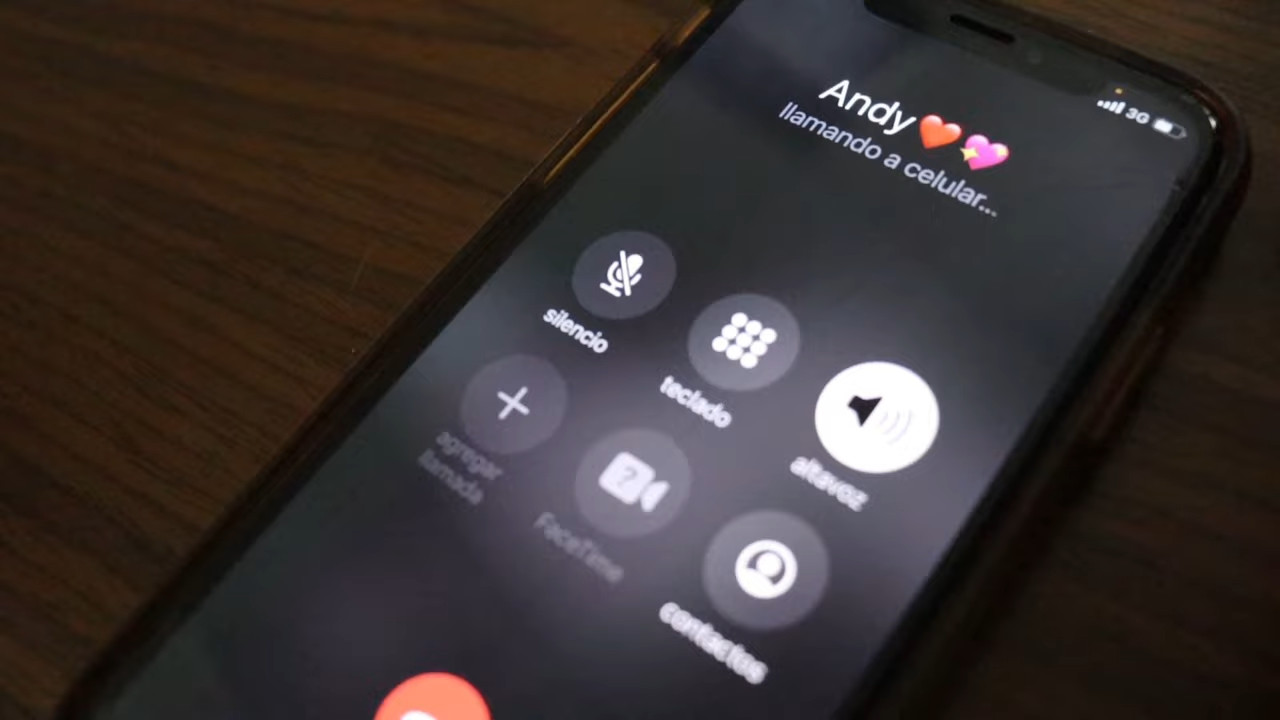 Andy ❤️💖
3G
llamando a celular...
silencio
teclado
altavoz
agregar
llamada
FaceTime
contactos